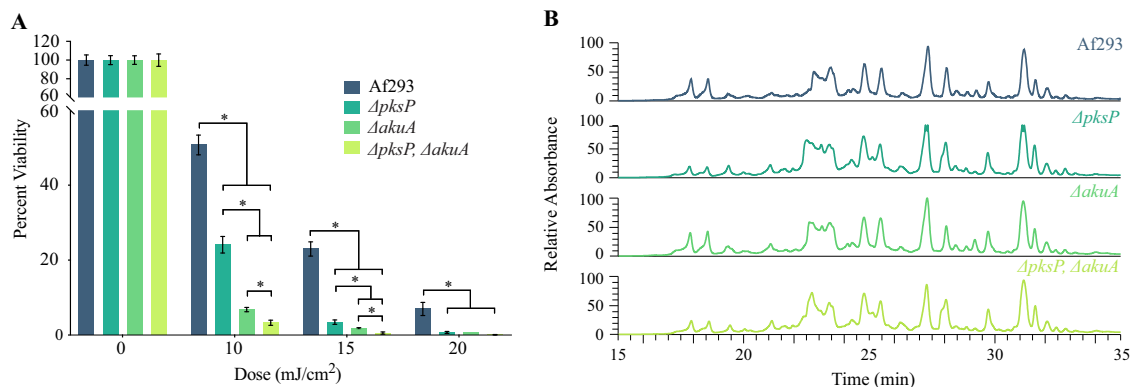 A
120
100
80
60
60
40
20
0
Percent Viability
0
10
15
20
Dose (mJ/cm²)
Af293
ΔpksP
ΔakuA
ΔpksP, ΔakuA
*
*
*
*
*
*
*
B
Relative Absorbance
100
50
0
Af293
100
50
0
ΔpksP
100
50
0
ΔakuA
100
50
0
ΔpksP, ΔakuA
15
20
25
30
35
Time (min)